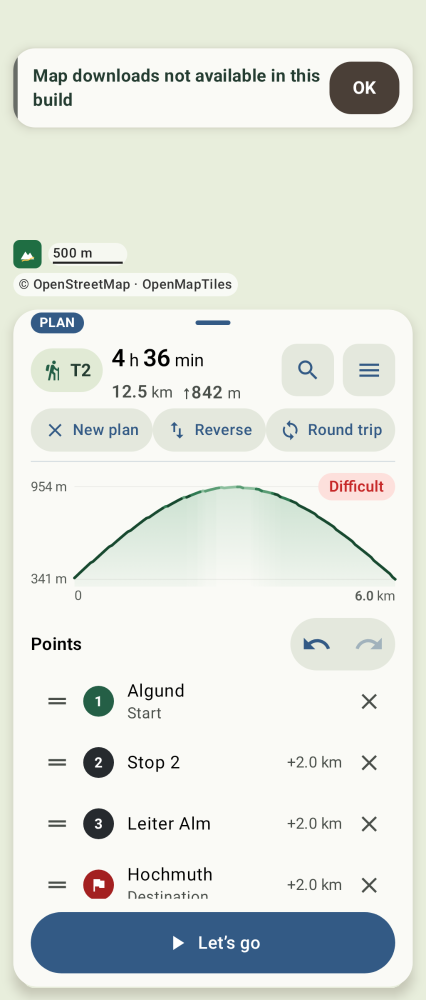 Map downloads not available in this
build
OK
500 m
© OpenStreetMap · OpenMapTiles
PLAN
T2
4 h 36 min
12.5 km ↑842 m
New plan
Reverse
Round trip
954 m
Difficult
341 m
0
6.0 km
Points
1
Algund
Start
2
Stop 2
+2.0 km
3
Leiter Alm
+2.0 km
Hochmuth
+2.0 km
Destination
Let's go